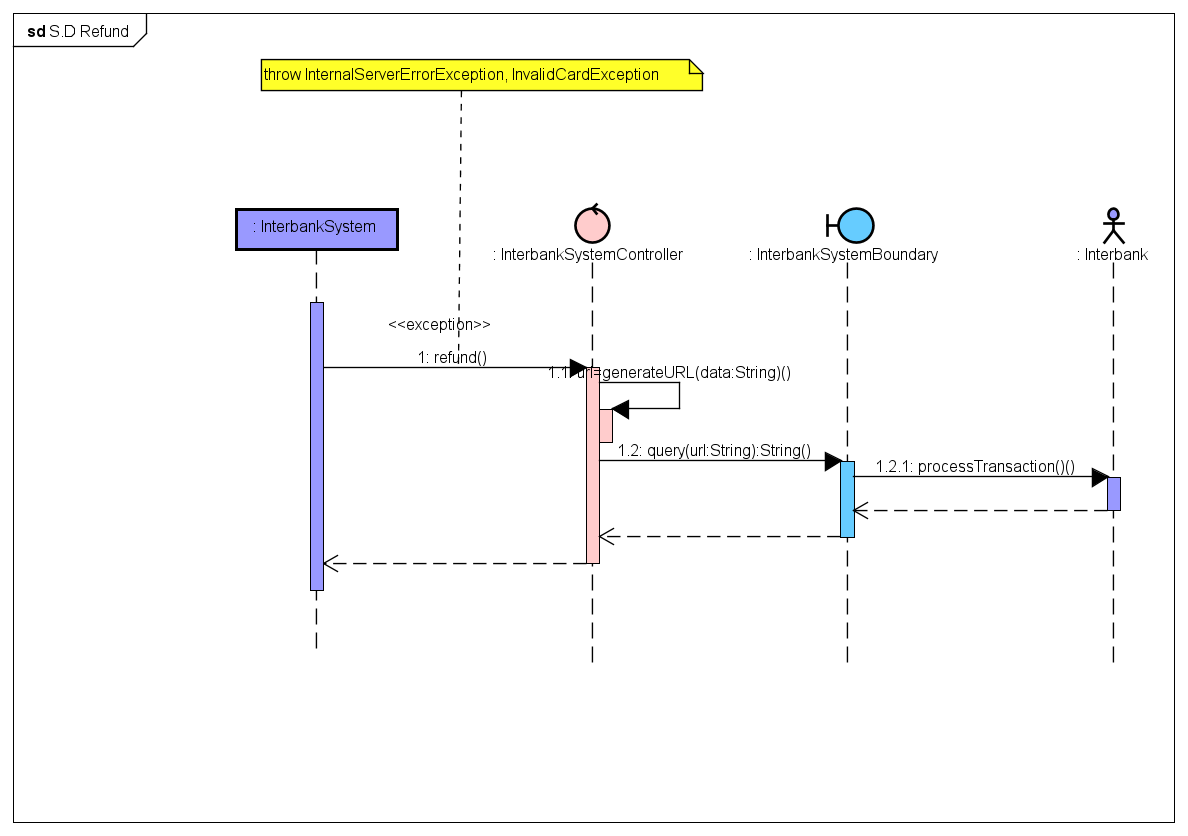 sd S.D Refund
throw InternalServerErrorException, InvalidCardException
: InterbankSystem
: InterbankSystemController
: InterbankSystemBoundary
: Interbank
<<exception>>
1: refund()
1.1: url=generateURL(data:String)()
1.2: query(url:String):String()
1.2.1: processTransaction()()